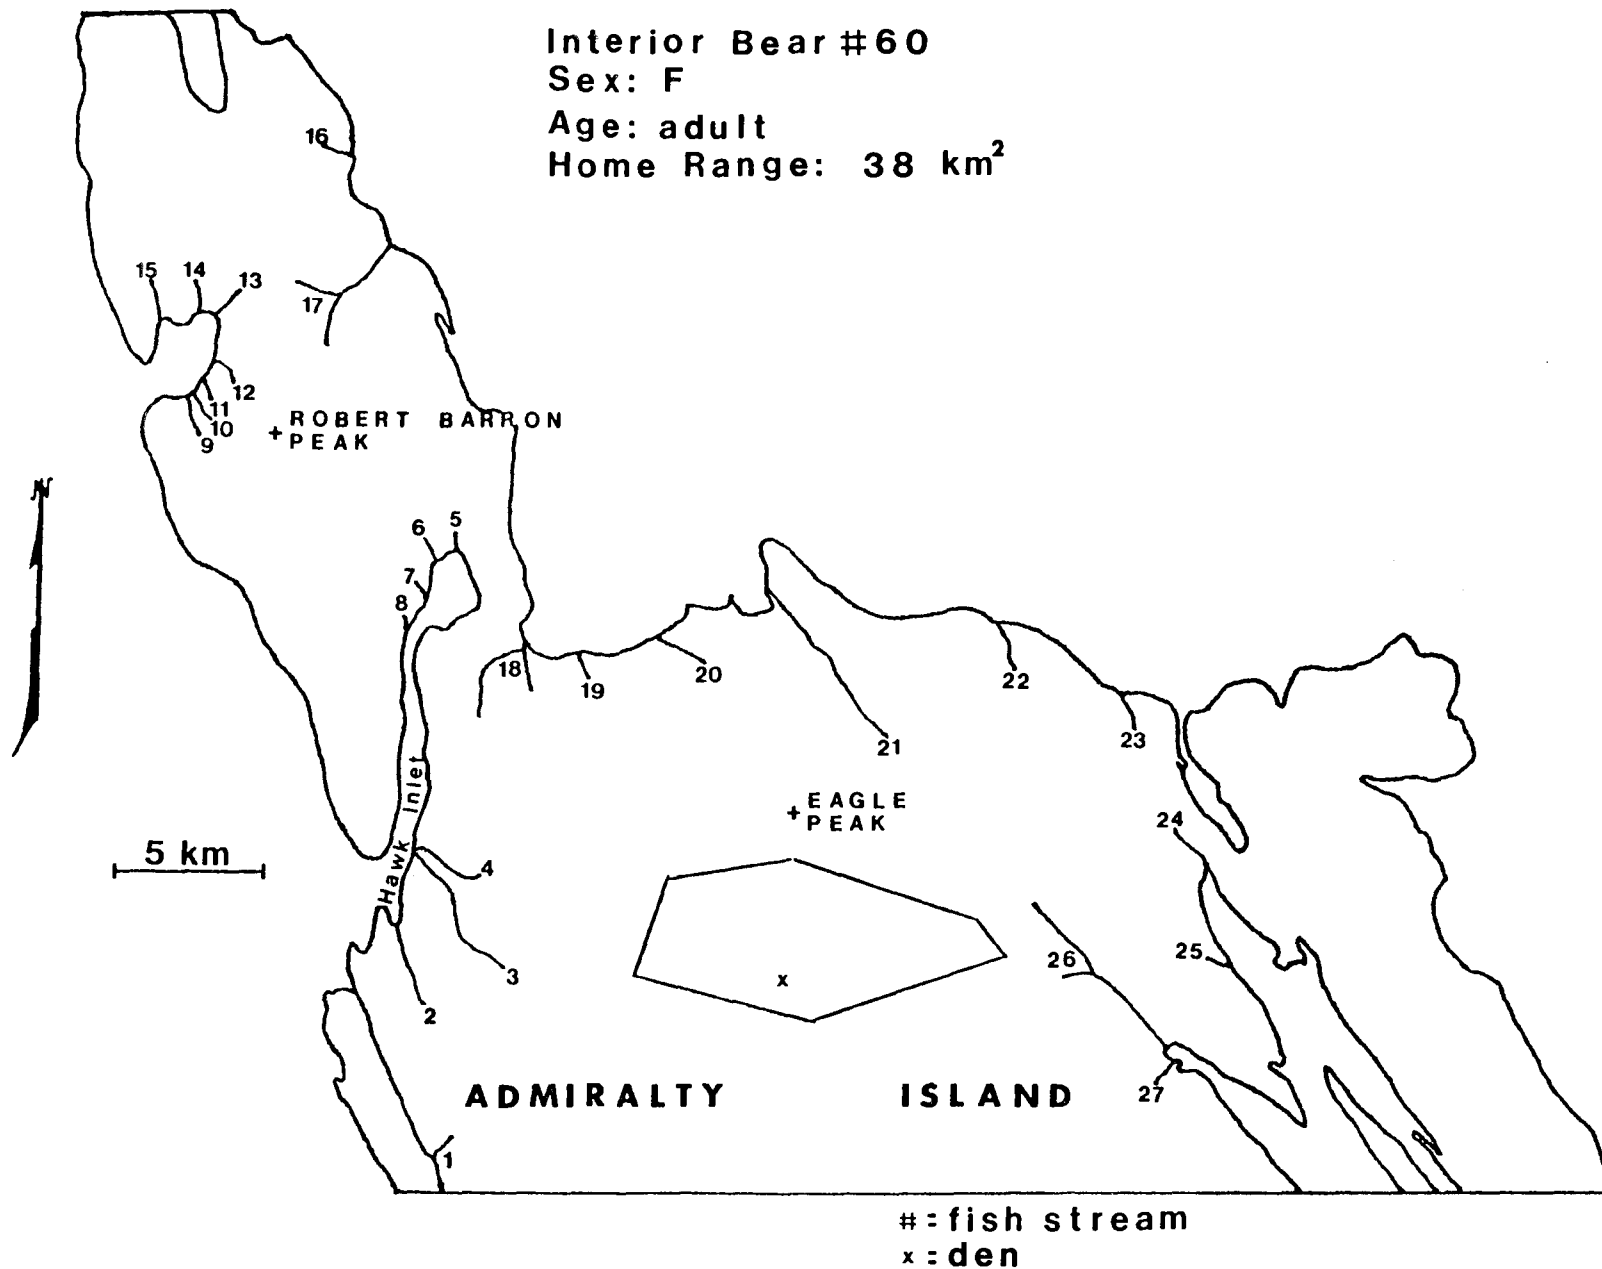 Interior Bear #60
Sex: F
Age: adult
Home Range: 38 km²
16
15
14
13
17
12
11
10
9
+ ROBERT BARRON
PEAK
N
6
5
7
8
18
19
20
21
22
23
Hawk Inlet
+ EAGLE
PEAK
5 km
24
4
3
2
x
26
25
27
ADMIRALTY ISLAND
1
# = fish stream
x = den